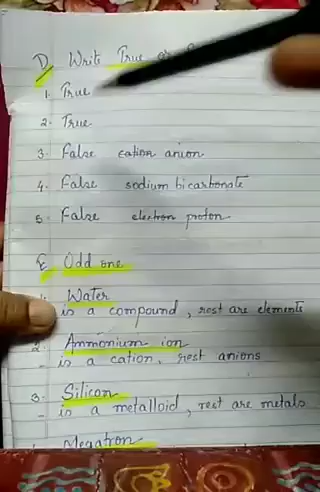 D, Write True or
1. True
2. True
3. False cation anion
4. False sodium bicarbonate
5. False electron proton
E, Odd one
Water
is a compound, rest are elements
2. Ammonium ion
- is a cation, rest anions
3. Silicon
- is a metalloid, rest are metals
Megatron